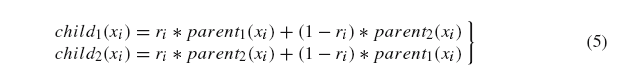 child₁(xᵢ) = rᵢ ∗ parent₁(xᵢ) + (1 − rᵢ) ∗ parent₂(xᵢ)
child₂(xᵢ) = rᵢ ∗ parent₂(xᵢ) + (1 − rᵢ) ∗ parent₁(xᵢ) } (5)